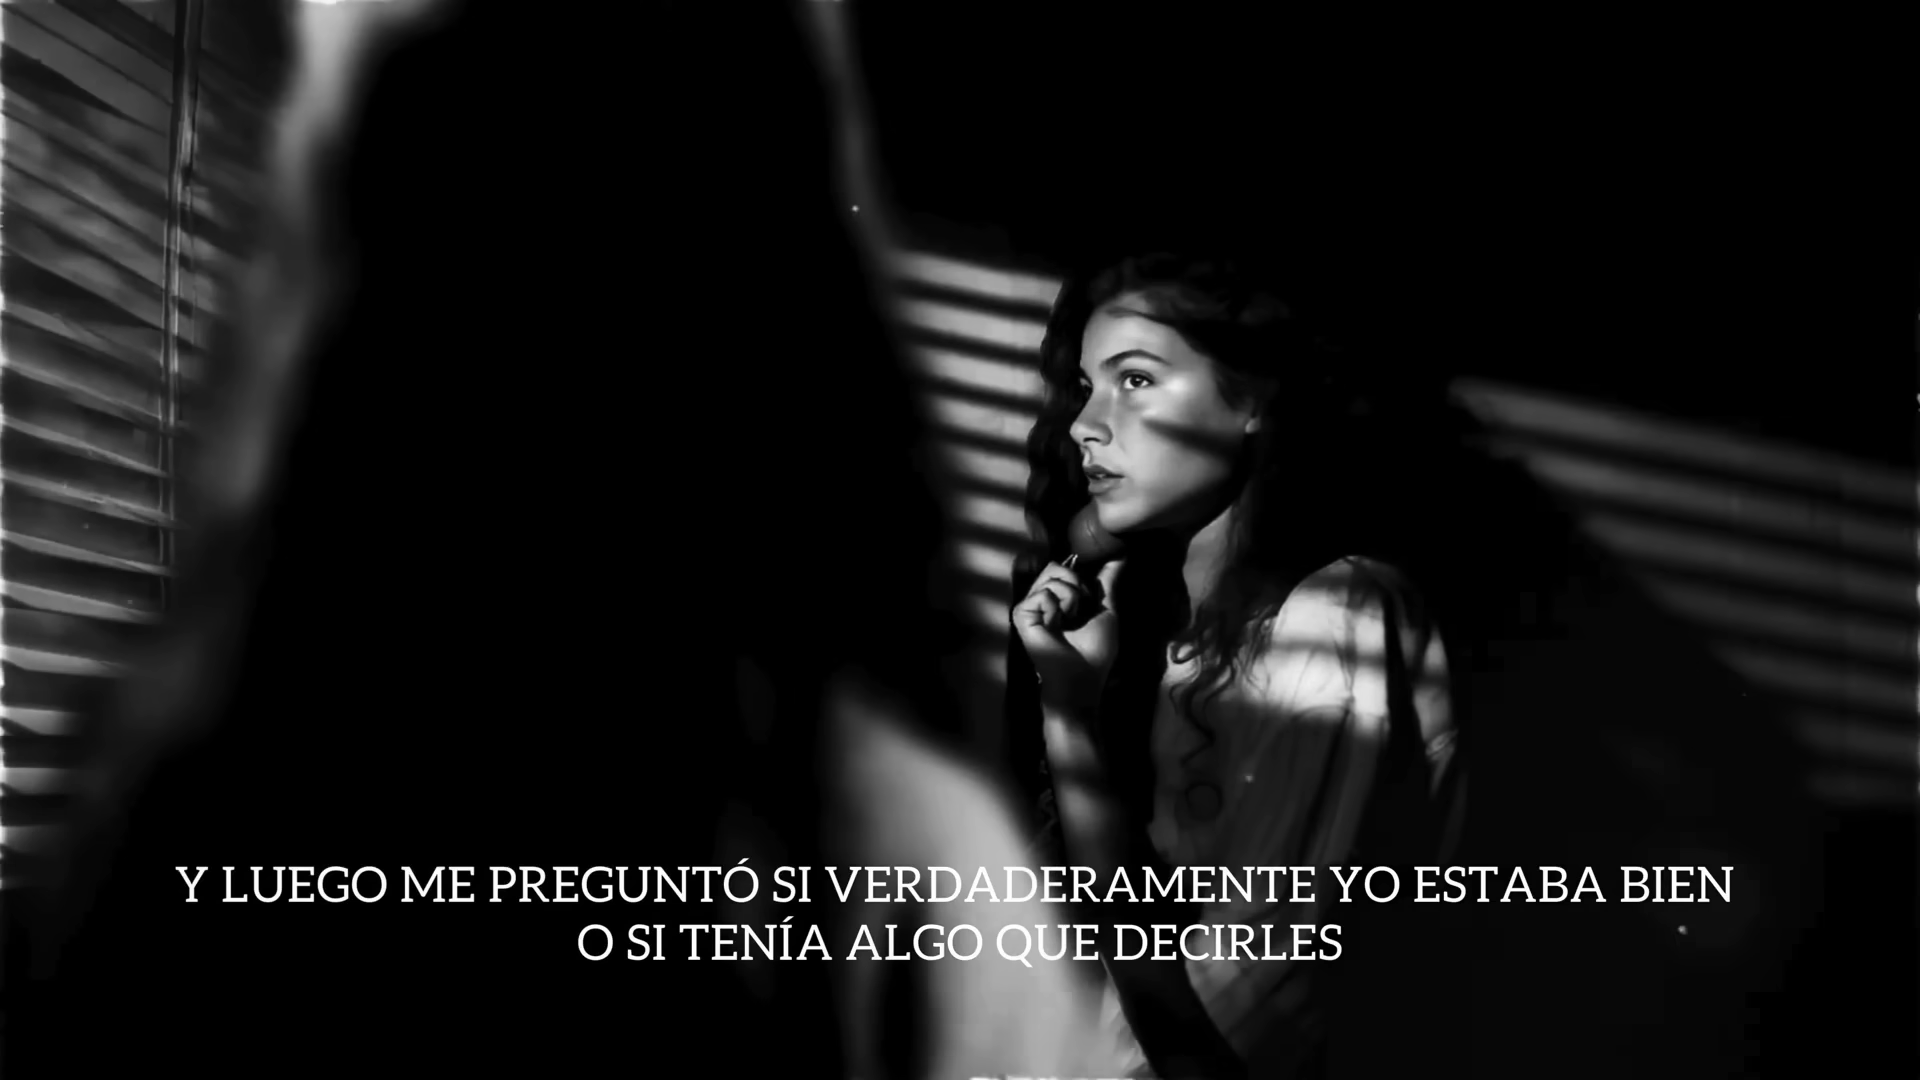 Y LUEGO ME PREGUNTÓ SI VERDADERAMENTE YO ESTABA BIEN
O SI TENÍA ALGO QUE DECIRLES